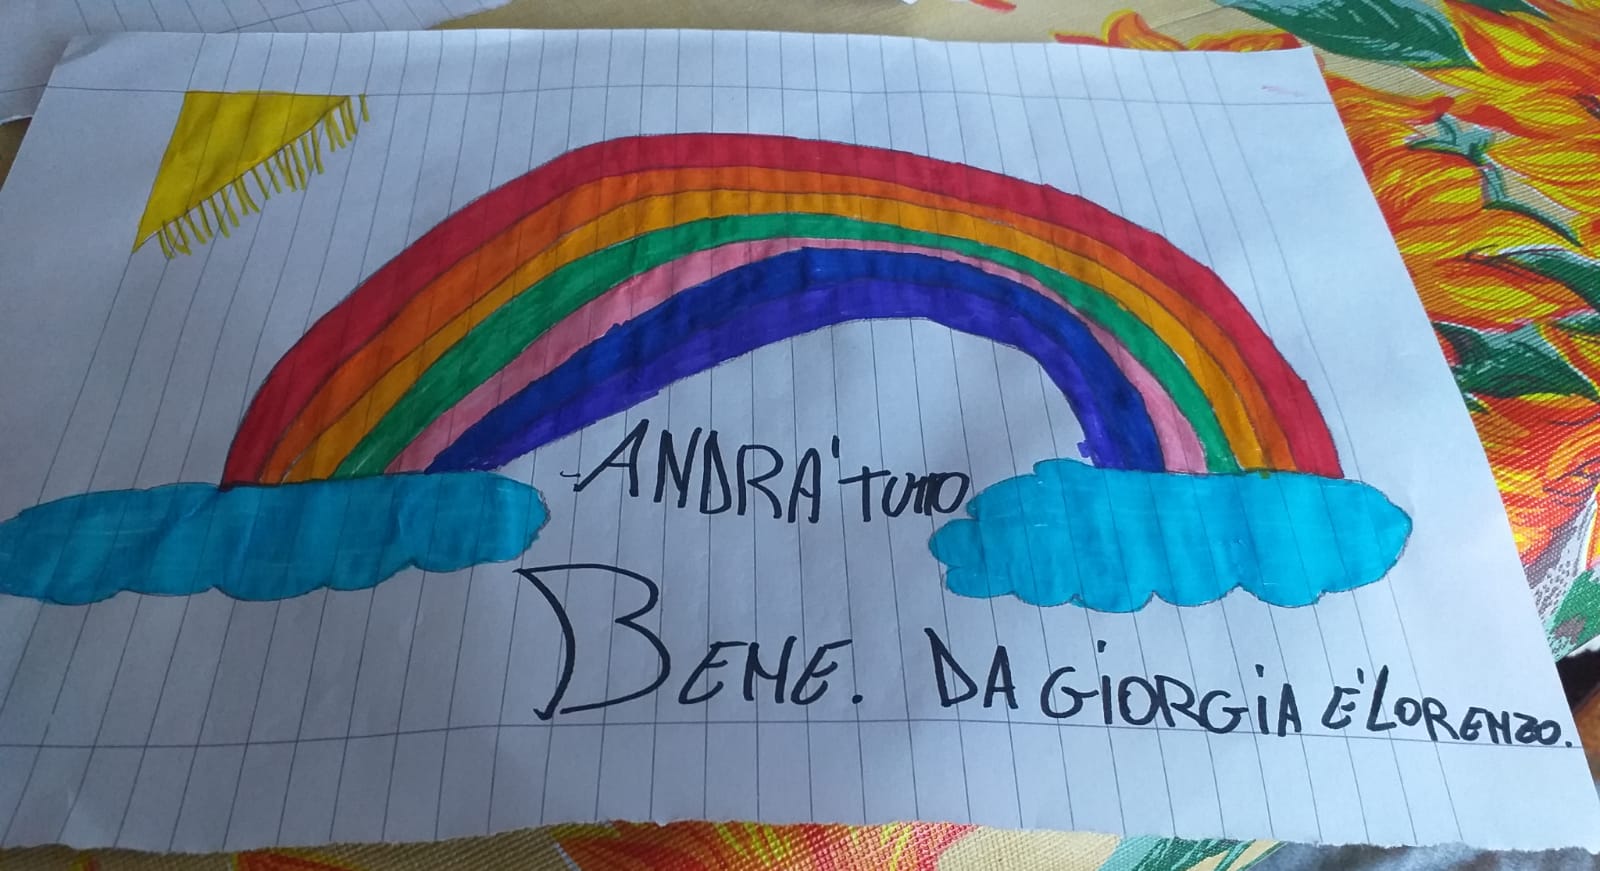 ANDRA' TUTTO
BENE. DA GiORGiA E' LORENZO.